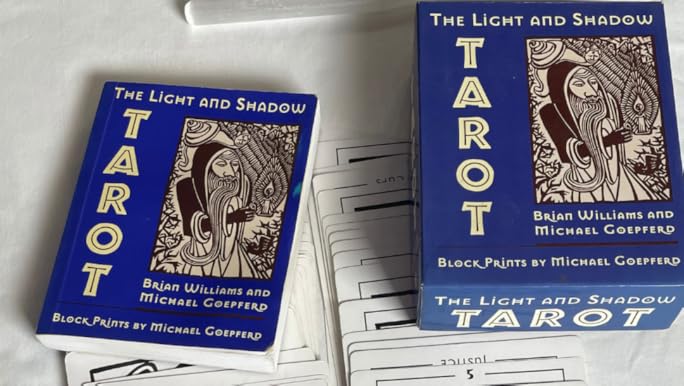 The Light and Shadow
TAROT
Brian Williams and
Michael Goepferd
Block Prints by Michael Goepferd
The Light and Shadow
TAROT
Brian Williams and
Michael Goepferd
Block Prints by Michael Goepferd
The Light and Shadow
TAROT
CUPS
JUSTICE
5